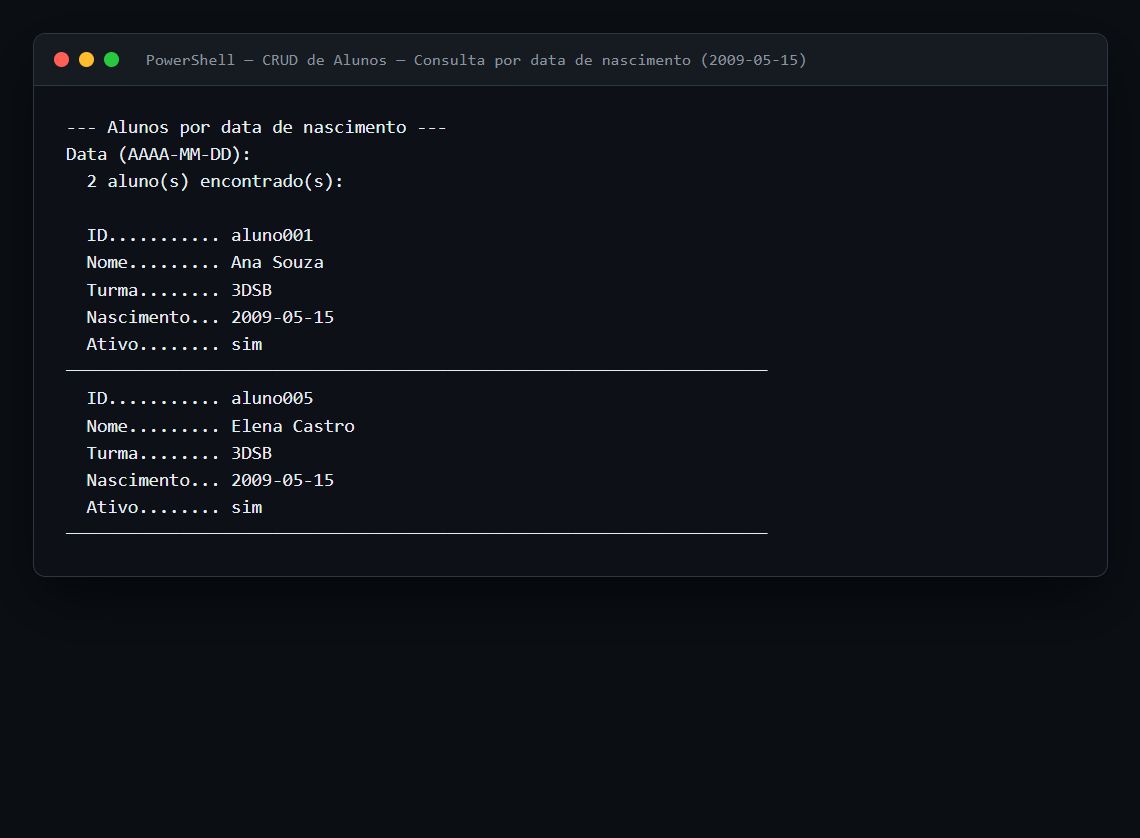 PowerShell — CRUD de Alunos — Consulta por data de nascimento (2009-05-15)
--- Alunos por data de nascimento ---
Data (AAAA-MM-DD):
2 aluno(s) encontrado(s):
ID........... aluno001
Nome......... Ana Souza
Turma........ 3DSB
Nascimento... 2009-05-15
Ativo........ sim
ID........... aluno005
Nome......... Elena Castro
Turma........ 3DSB
Nascimento... 2009-05-15
Ativo........ sim